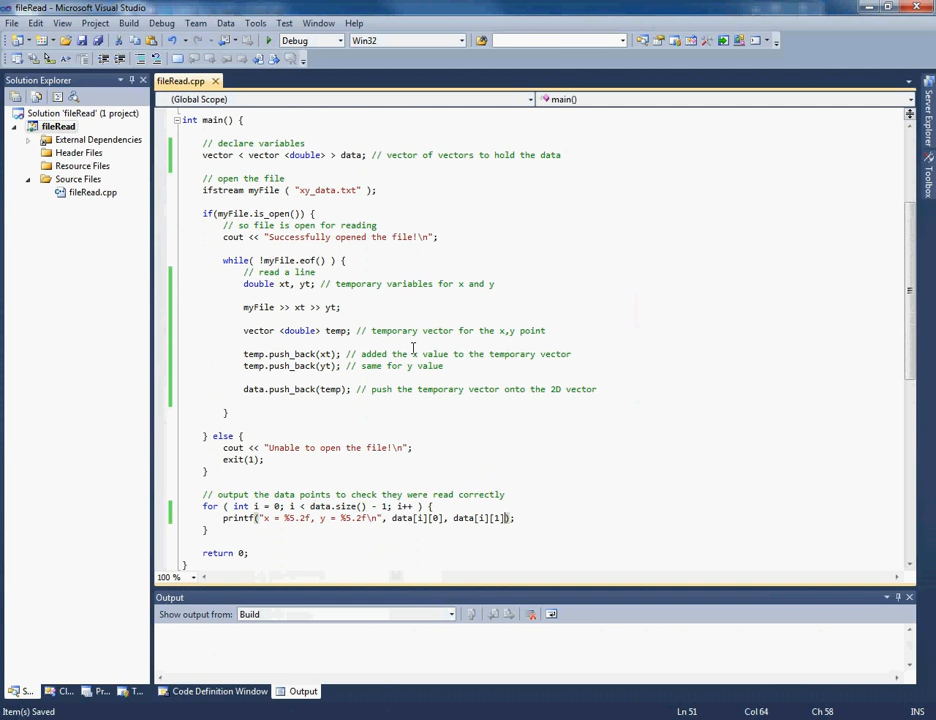 fileRead - Microsoft Visual Studio
File Edit View Project Build Debug Team Data Tools Test Window Help
Debug Win32
Solution Explorer
fileRead.cpp
(Global Scope) main()
Solution 'fileRead' (1 project)
fileRead
External Dependencies
Header Files
Resource Files
Source Files
fileRead.cpp
int main() {
// declare variables
vector < vector <double> > data; // vector of vectors to hold the data
// open the file
ifstream myFile ( "xy_data.txt" );
if(myFile.is_open()) {
// so file is open for reading
cout << "Successfully opened the file!\n";
while( !myFile.eof() ) {
// read a line
double xt, yt; // temporary variables for x and y
myFile >> xt >> yt;
vector <double> temp; // temporary vector for the x,y point
temp.push_back(xt); // added the x value to the temporary vector
temp.push_back(yt); // same for y value
data.push_back(temp); // push the temporary vector onto the 2D vector
}
} else {
cout << "Unable to open the file!\n";
exit(1);
}
// output the data points to check they were read correctly
for ( int i = 0; i < data.size() - 1; i++ ) {
printf("x = %5.2f, y = %5.2f\n", data[i][0], data[i][1]);
}
return 0;
}
100 %
Server Explorer
Toolbox
Output
Show output from: Build
S... Cl... Pr... T...
Code Definition Window Output
Item(s) Saved Ln 51 Col 64 Ch 58 INS